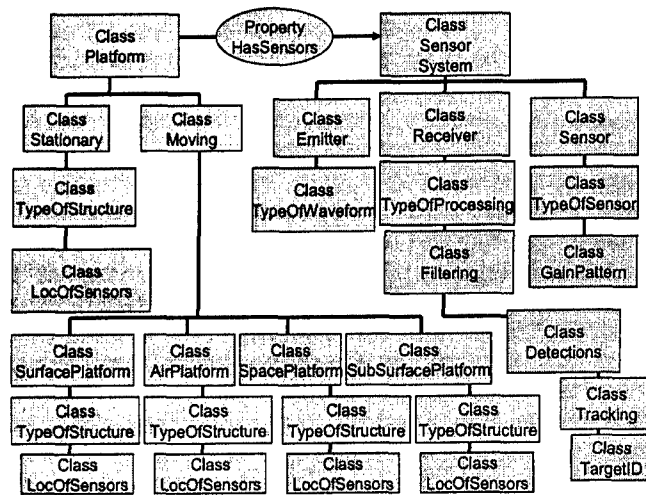 Class
Platform
Property
HasSensors
Class
Sensor
System
Class
Stationary
Class
Moving
Class
Emitter
Class
Receiver
Class
Sensor
Class
TypeOfStructure
Class
TypeOfWaveform
Class
TypeOfProcessing
Class
TypeOfSensor
Class
LocOfSensors
Class
Filtering
Class
GainPattern
Class
SurfacePlatform
Class
AirPlatform
Class
SpacePlatform
Class
SubSurfacePlatform
Class
Detections
Class
TypeOfStructure
Class
TypeOfStructure
Class
TypeOfStructure
Class
TypeOfStructure
Class
Tracking
Class
LocOfSensors
Class
LocOfSensors
Class
LocOfSensors
Class
LocOfSensors
Class
TargetID